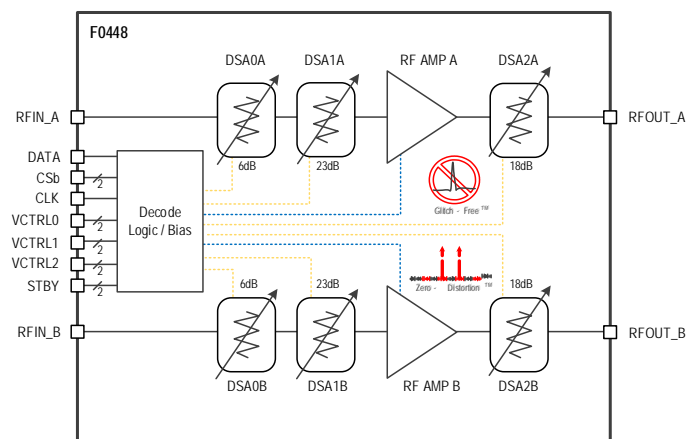 F0448
DSA0A
DSA1A
RF AMP A
DSA2A
RFIN_A
RFOUT_A
6dB
23dB
18dB
DATA
CSb
2
CLK
VCTRL0
2
VCTRL1
2
VCTRL2
2
STBY
2
Decode
Logic / Bias
Glitch - Free™
Zero - Distortion™
6dB
23dB
18dB
RFIN_B
RFOUT_B
DSA0B
DSA1B
RF AMP B
DSA2B